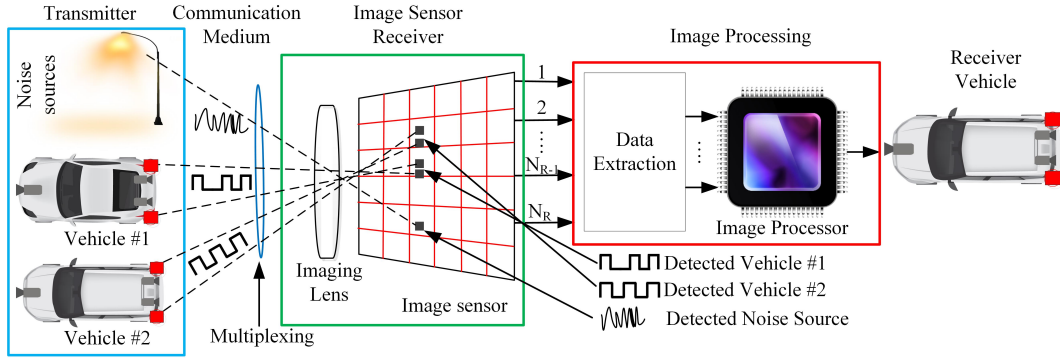 Transmitter
Communication
Medium
Image Sensor
Receiver
Image Processing
Receiver
Vehicle
Noise
sources
1
2
N_R-1
N_R
Data
Extraction
Image Processor
Vehicle #1
Vehicle #2
Imaging
Lens
Image sensor
Multiplexing
Detected Vehicle #1
Detected Vehicle #2
Detected Noise Source